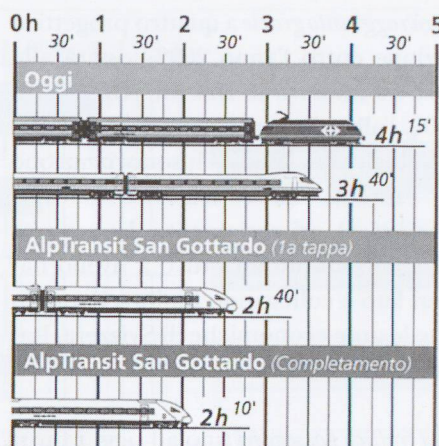 0h 1 2 3 4 5
30' 30' 30' 30' 30'
Oggi
4h 15'
3h 40'
AlpTransit San Gottardo (1a tappa)
2h 40'
AlpTransit San Gottardo (Completamento)
2h 10'